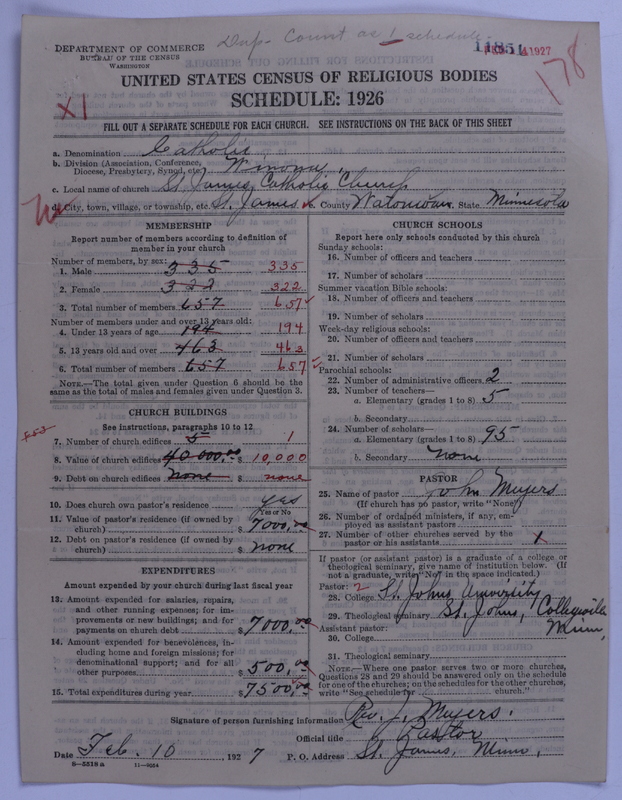 Dup- Count as 1 schedule.
DEPARTMENT OF COMMERCE
BUREAU OF THE CENSUS
WASHINGTON
1927
178
UNITED STATES CENSUS OF RELIGIOUS BODIES
SCHEDULE: 1926
X1
FILL OUT A SEPARATE SCHEDULE FOR EACH CHURCH. SEE INSTRUCTIONS ON THE BACK OF THIS SHEET
a. Denomination Catholic
b. Division (Association, Conference, Diocese, Presbytery, Synod, etc.) Winona,
c. Local name of church St. James Catholic Church
d. City, town, village, or township, etc. St. James e. County Watonwan State Minnesota
MEMBERSHIP
Report number of members according to definition of
member in your church
Number of members, by sex:
1. Male 335 335
2. Female 322 322
3. Total number of members 657 657
Number of members under and over 13 years old:
4. Under 13 years of age 194 194
5. 13 years old and over 463 463
6. Total number of members 657 657
NOTE.—The total given under Question 6 should be the
same as the total of males and females given under Question 3.
CHURCH BUILDINGS
See instructions, paragraphs 10 to 12
7. Number of church edifices 5 1
8. Value of church edifices 40 000.00 $ 10,000
9. Debt on church edifices none $ none
10. Does church own pastor's residence yes
Yes or No
11. Value of pastor's residence (if owned by
church) $ 7000.00
12. Debt on pastor's residence (if owned by
church) $ none
EXPENDITURES
Amount expended by your church during last fiscal year
13. Amount expended for salaries, repairs,
and other running expenses; for im-
provements or new buildings; and for
payments on church debt $ 7000.00
14. Amount expended for benevolences, in-
cluding home and foreign missions; for
denominational support; and for all
other purposes $ 500.00
15. Total expenditures during year $ 7500.00
CHURCH SCHOOLS
Report here only schools conducted by this church
Sunday schools:
16. Number of officers and teachers
17. Number of scholars
Summer vacation Bible schools:
18. Number of officers and teachers
19. Number of scholars
Week-day religious schools:
20. Number of officers and teachers
21. Number of scholars
Parochial schools:
22. Number of administrative officers 2
23. Number of teachers—
a. Elementary (grades 1 to 8) 5
b. Secondary
24. Number of scholars—
a. Elementary (grades 1 to 8) 95
b. Secondary none
PASTOR
25. Name of pastor John Meyers
(If church has no pastor, write "None")
26. Number of ordained ministers, if any, em-
ployed as assistant pastors
27. Number of other churches served by the
pastor or his assistants 1
If pastor (or assistant pastor) is a graduate of a college or
theological seminary, give name of institution below. (If
not a graduate, write "No" in the space indicated.)
Pastor: 2
28. College St. Johns University
29. Theological seminary St. Johns, Collegeville
Minn,
Assistant pastor:
30. College
31. Theological seminary
NOTE.—Where one pastor serves two or more churches,
Questions 28 and 29 should be answered only on the schedule
for one of the churches; on the schedules for the other churches,
write "See schedule for church."
Signature of person furnishing information Rev. J. Meyers.
Official title Pastor
Date Feb. 10, 1927 P. O. Address St. James, Minn,
8—5518 a 11—9564